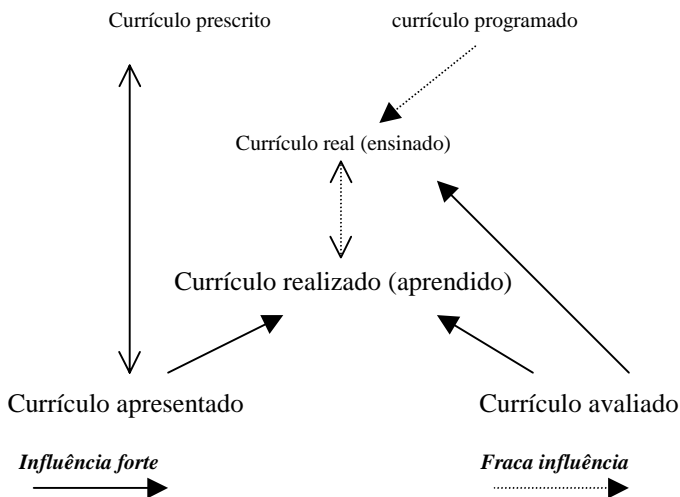 Currículo prescrito
currículo programado
Currículo real (ensinado)
Currículo realizado (aprendido)
Currículo apresentado
Currículo avaliado
Influência forte
Fraca influência